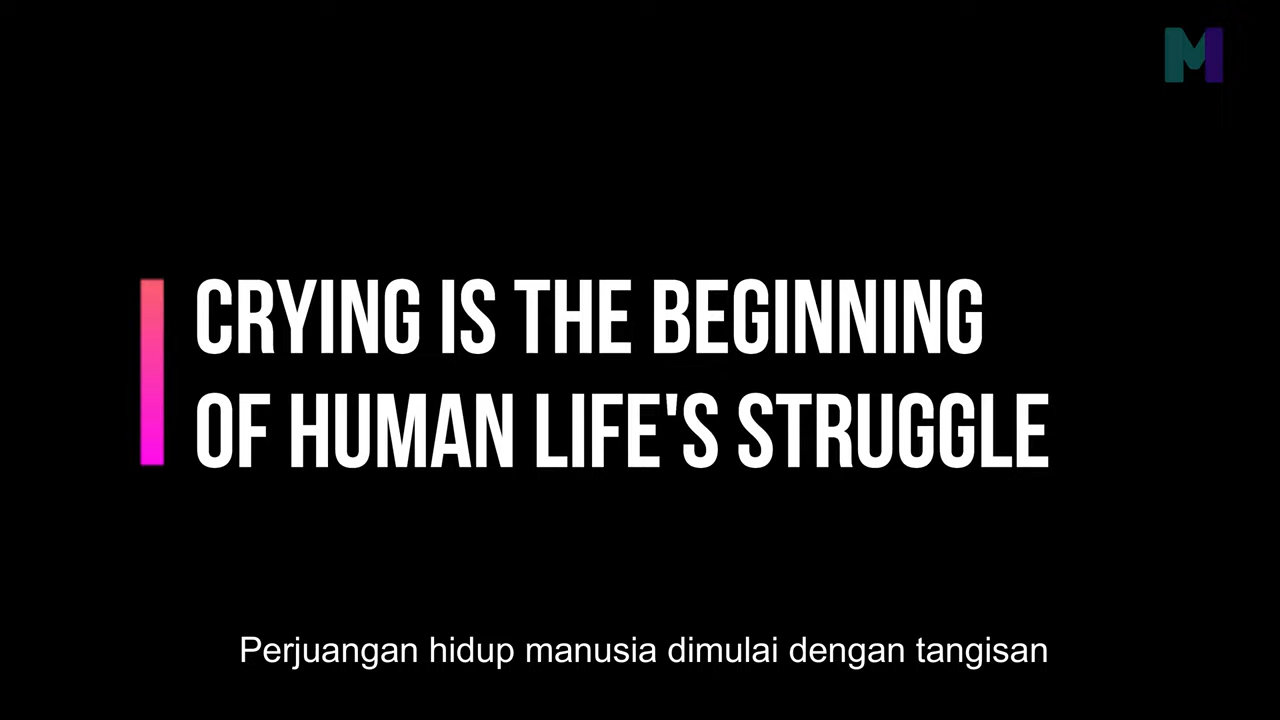 M
CRYING IS THE BEGINNING
OF HUMAN LIFE'S STRUGGLE
Perjuangan hidup manusia dimulai dengan tangisan